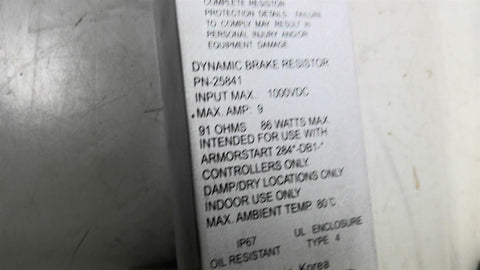 COMPLETE RESISTOR
PROTECTION DETAILS. FAILURE
TO COMPLY MAY RESULT IN
PERSONAL INJURY AND/OR
EQUIPMENT DAMAGE.
DYNAMIC BRAKE RESISTOR
PN-25841
INPUT MAX.: 1000VDC
MAX. AMP: 9
91 OHMS 86 WATTS MAX
INTENDED FOR USE WITH
ARMORSTART 284*-DB1-*
CONTROLLERS ONLY
DAMP/DRY LOCATIONS ONLY
INDOOR USE ONLY
MAX. AMBIENT TEMP. 80 C
IP67 UL ENCLOSURE
OIL RESISTANT TYPE 4
Korea